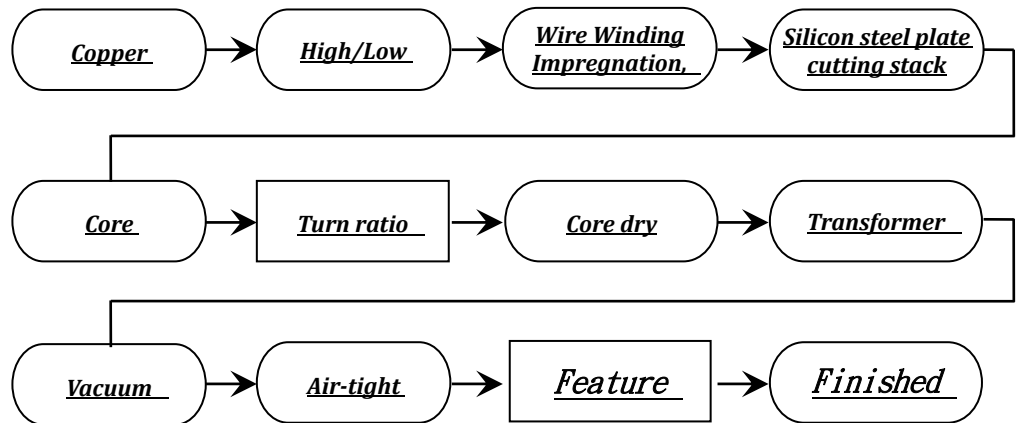 Copper
High/Low
Wire Winding
Impregnation,
Silicon steel plate
cutting stack
Core
Turn ratio
Core dry
Transformer
Vacuum
Air-tight
Feature
Finished